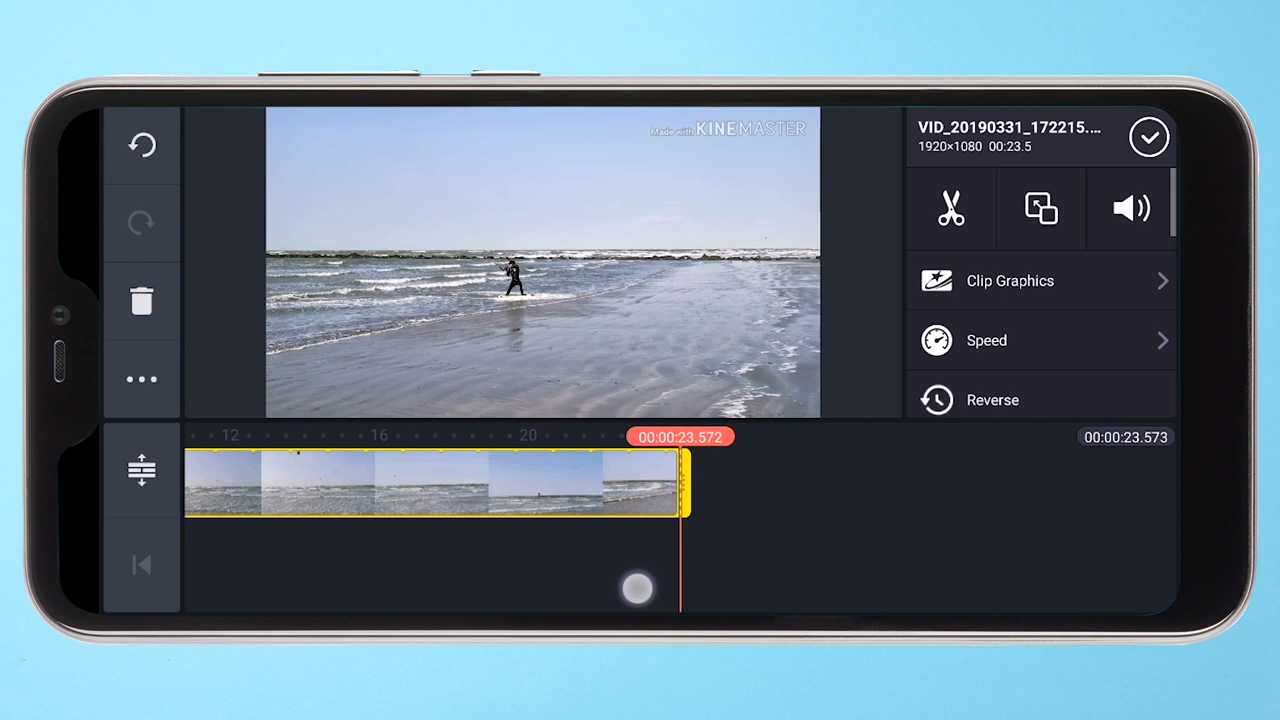 Made with KINEMASTER
VID_20190331_172215....
1920×1080 00:23.5
Clip Graphics
Speed
Reverse
12 16 20
00:00:23.572
00:00:23.573